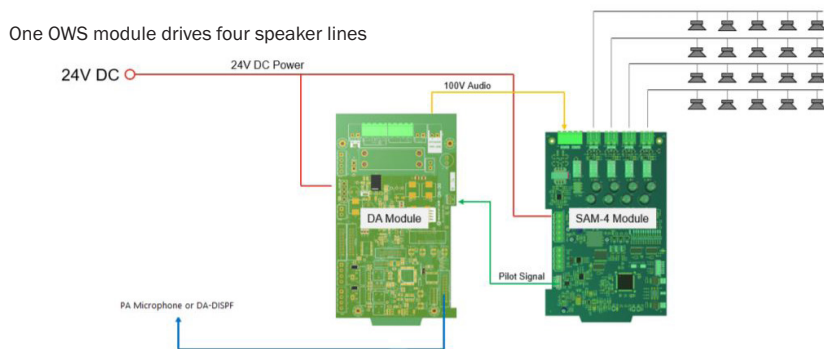 One OWS module drives four speaker lines
24V DC
24V DC Power
100V Audio
DA Module
SAM-4 Module
Pilot Signal
PA Microphone or DA-DISPF